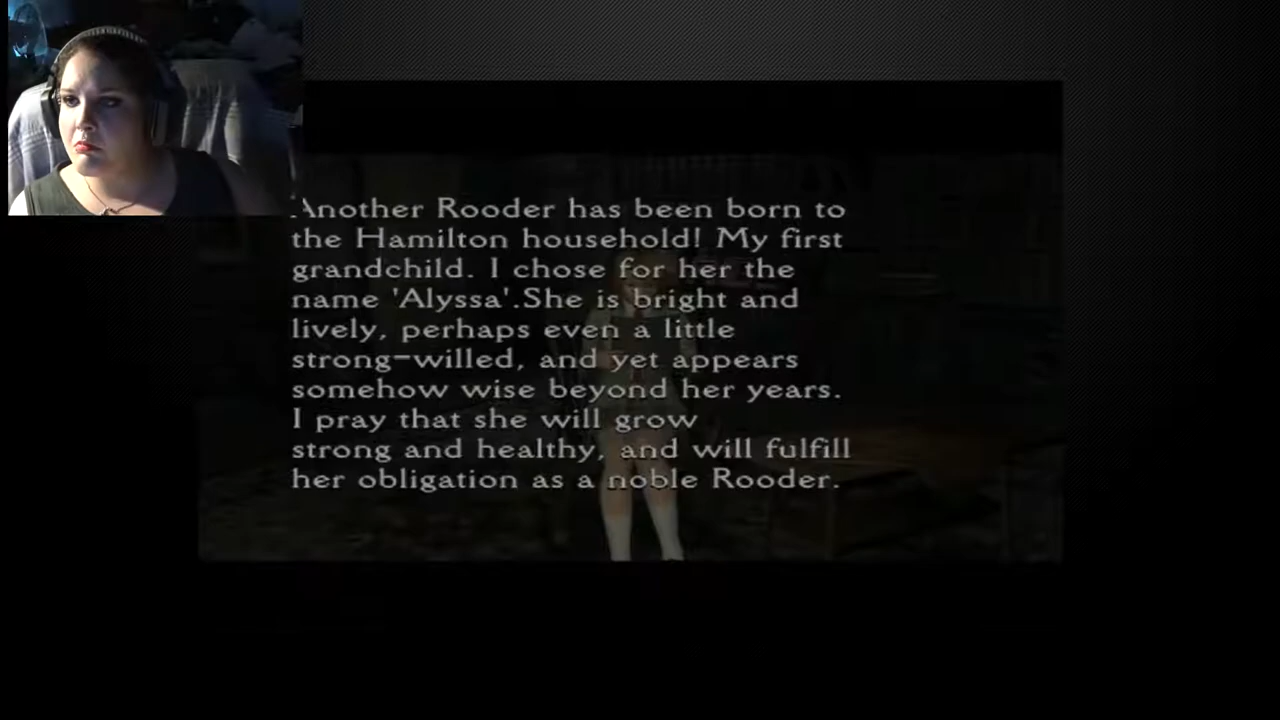 'Another Rooder has been born to
the Hamilton household! My first
grandchild. I chose for her the
name 'Alyssa'.She is bright and
lively, perhaps even a little
strong-willed, and yet appears
somehow wise beyond her years.
I pray that she will grow
strong and healthy, and will fulfill
her obligation as a noble Rooder.